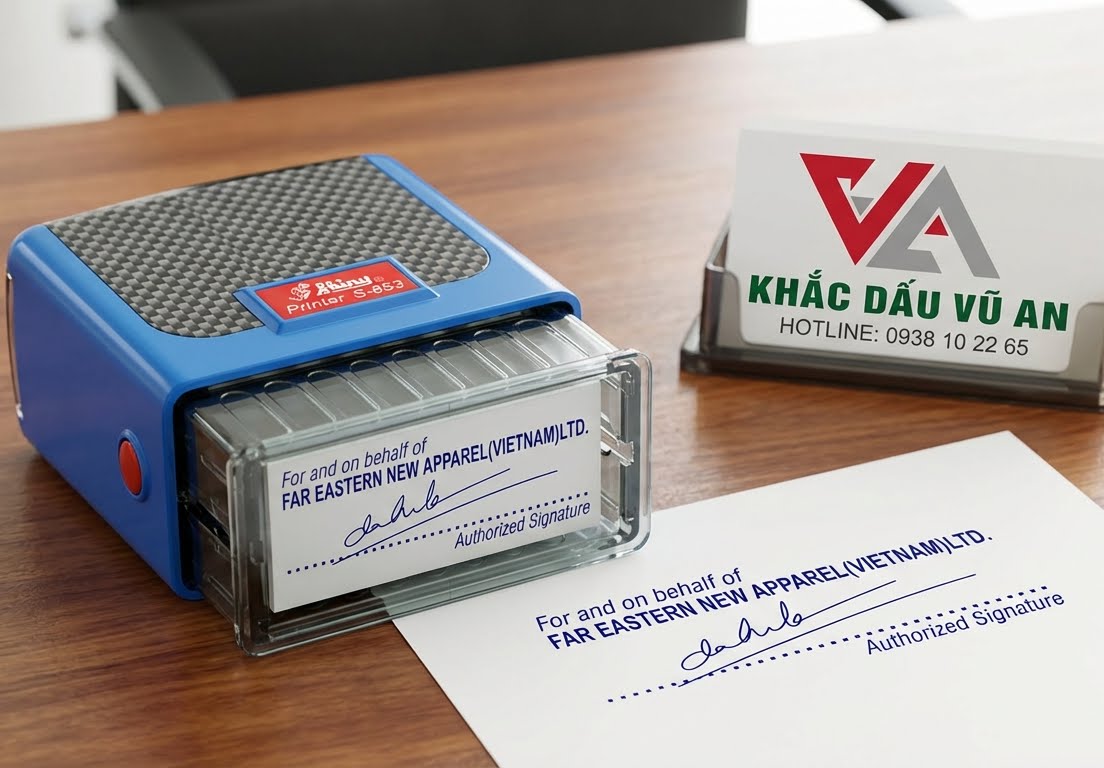 Shiny ®
Printer S-853
For and on behalf of
FAR EASTERN NEW APPAREL(VIETNAM)LTD.
Authorized Signature
VA
KHẮC DẤU VŨ AN
HOTLINE: 0938 10 22 65
For and on behalf of
FAR EASTERN NEW APPAREL(VIETNAM)LTD.
Authorized Signature